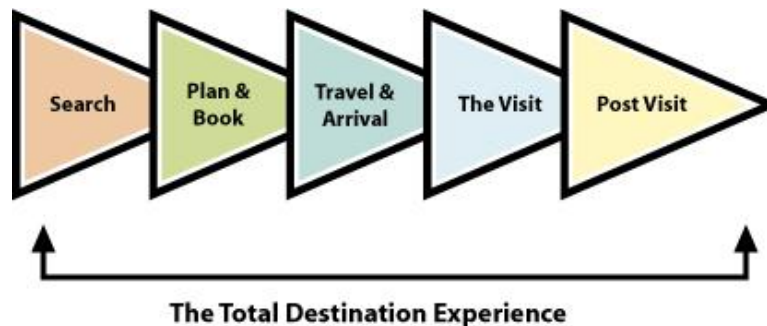 Search
Plan &
Book
Travel &
Arrival
The Visit
Post Visit
The Total Destination Experience